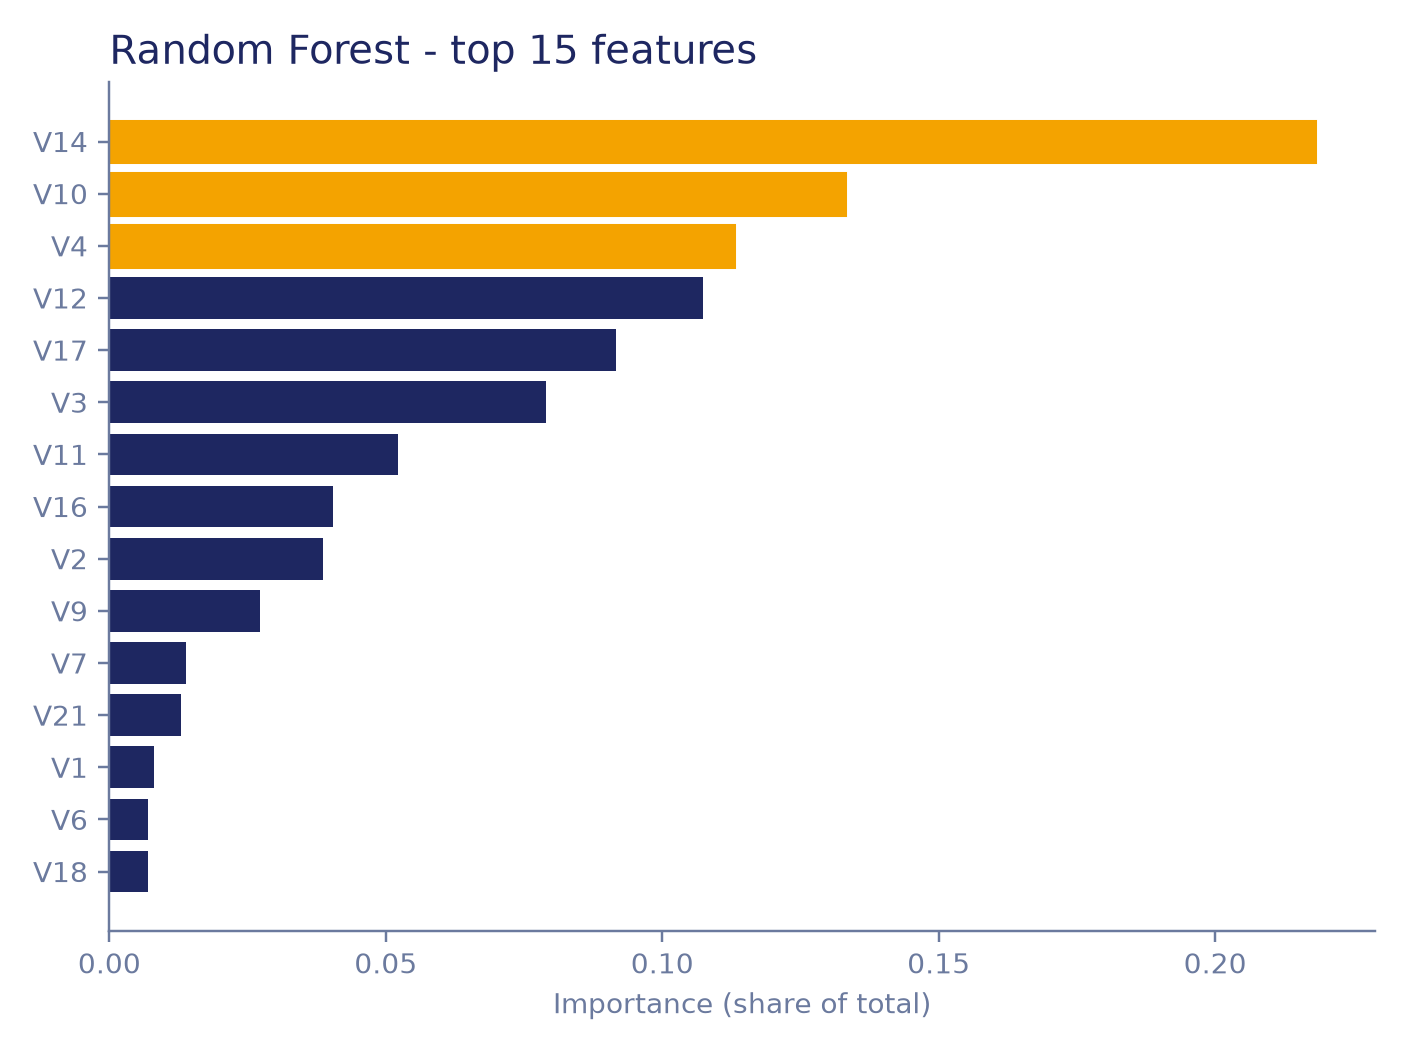 Random Forest - top 15 features
V14
V10
V4
V12
V17
V3
V11
V16
V2
V9
V7
V21
V1
V6
V18
0.00 0.05 0.10 0.15 0.20
Importance (share of total)